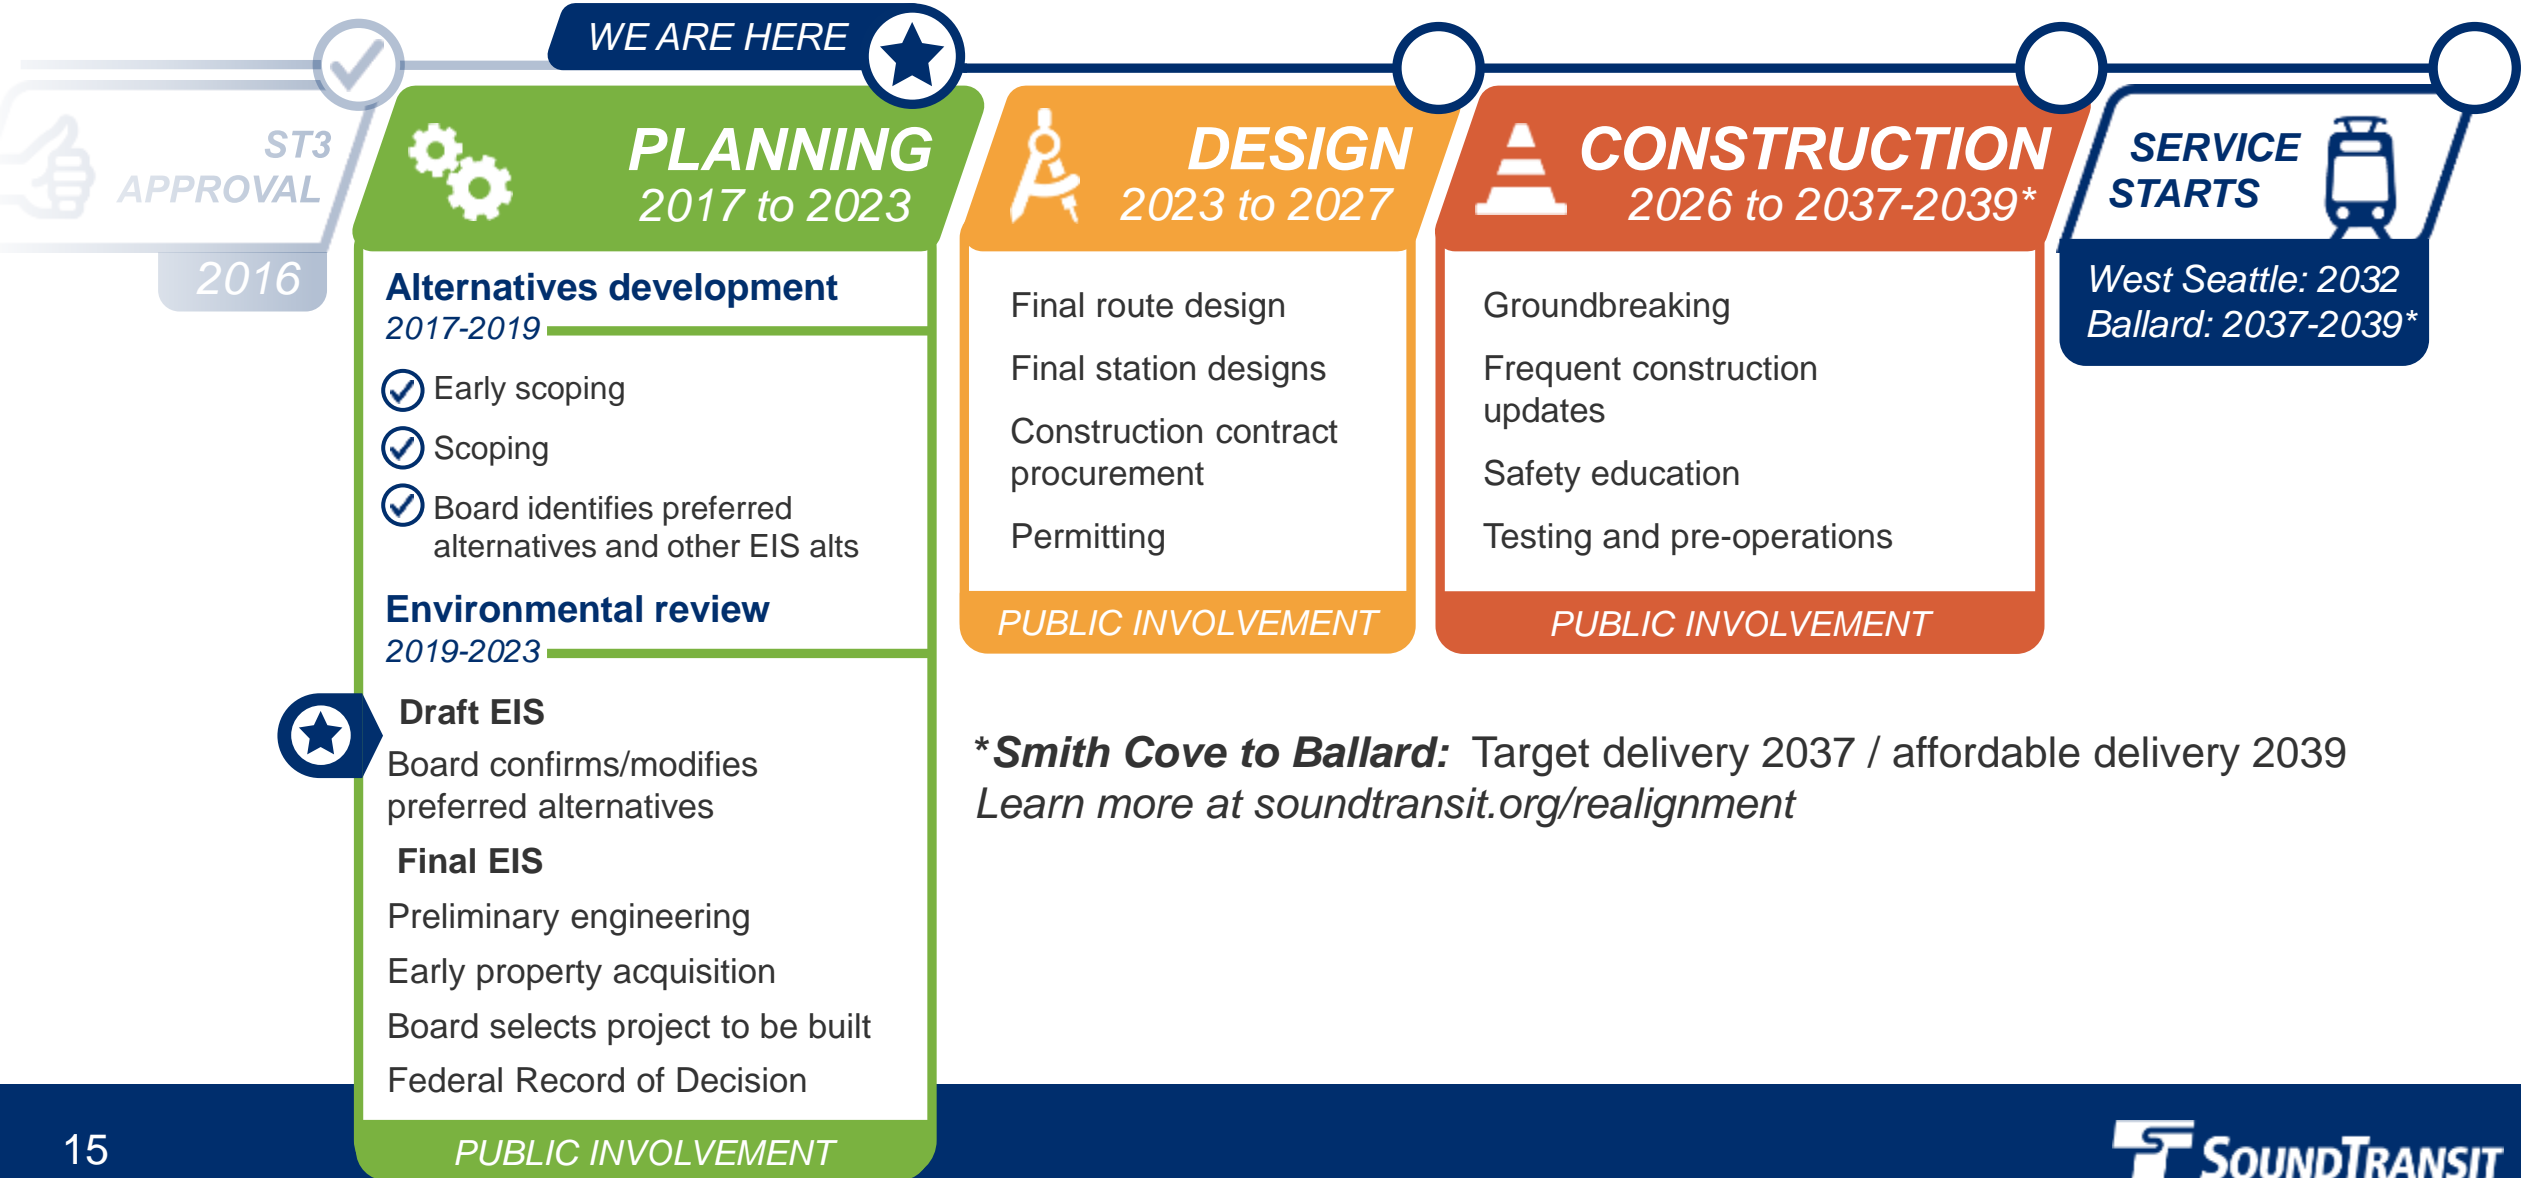 WE ARE HERE
ST3
APPROVAL
2016
PLANNING
2017 to 2023
Alternatives development
2017-2019
Early scoping
Scoping
Board identifies preferred
alternatives and other EIS alts
Environmental review
2019-2023
Draft EIS
Board confirms/modifies
preferred alternatives
Final EIS
Preliminary engineering
Early property acquisition
Board selects project to be built
Federal Record of Decision
PUBLIC INVOLVEMENT
DESIGN
2023 to 2027
Final route design
Final station designs
Construction contract
procurement
Permitting
PUBLIC INVOLVEMENT
CONSTRUCTION
2026 to 2037-2039*
Groundbreaking
Frequent construction
updates
Safety education
Testing and pre-operations
PUBLIC INVOLVEMENT
SERVICE
STARTS
West Seattle: 2032
Ballard: 2037-2039*
*Smith Cove to Ballard: Target delivery 2037 / affordable delivery 2039
Learn more at soundtransit.org/realignment
15
SOUNDTRANSIT